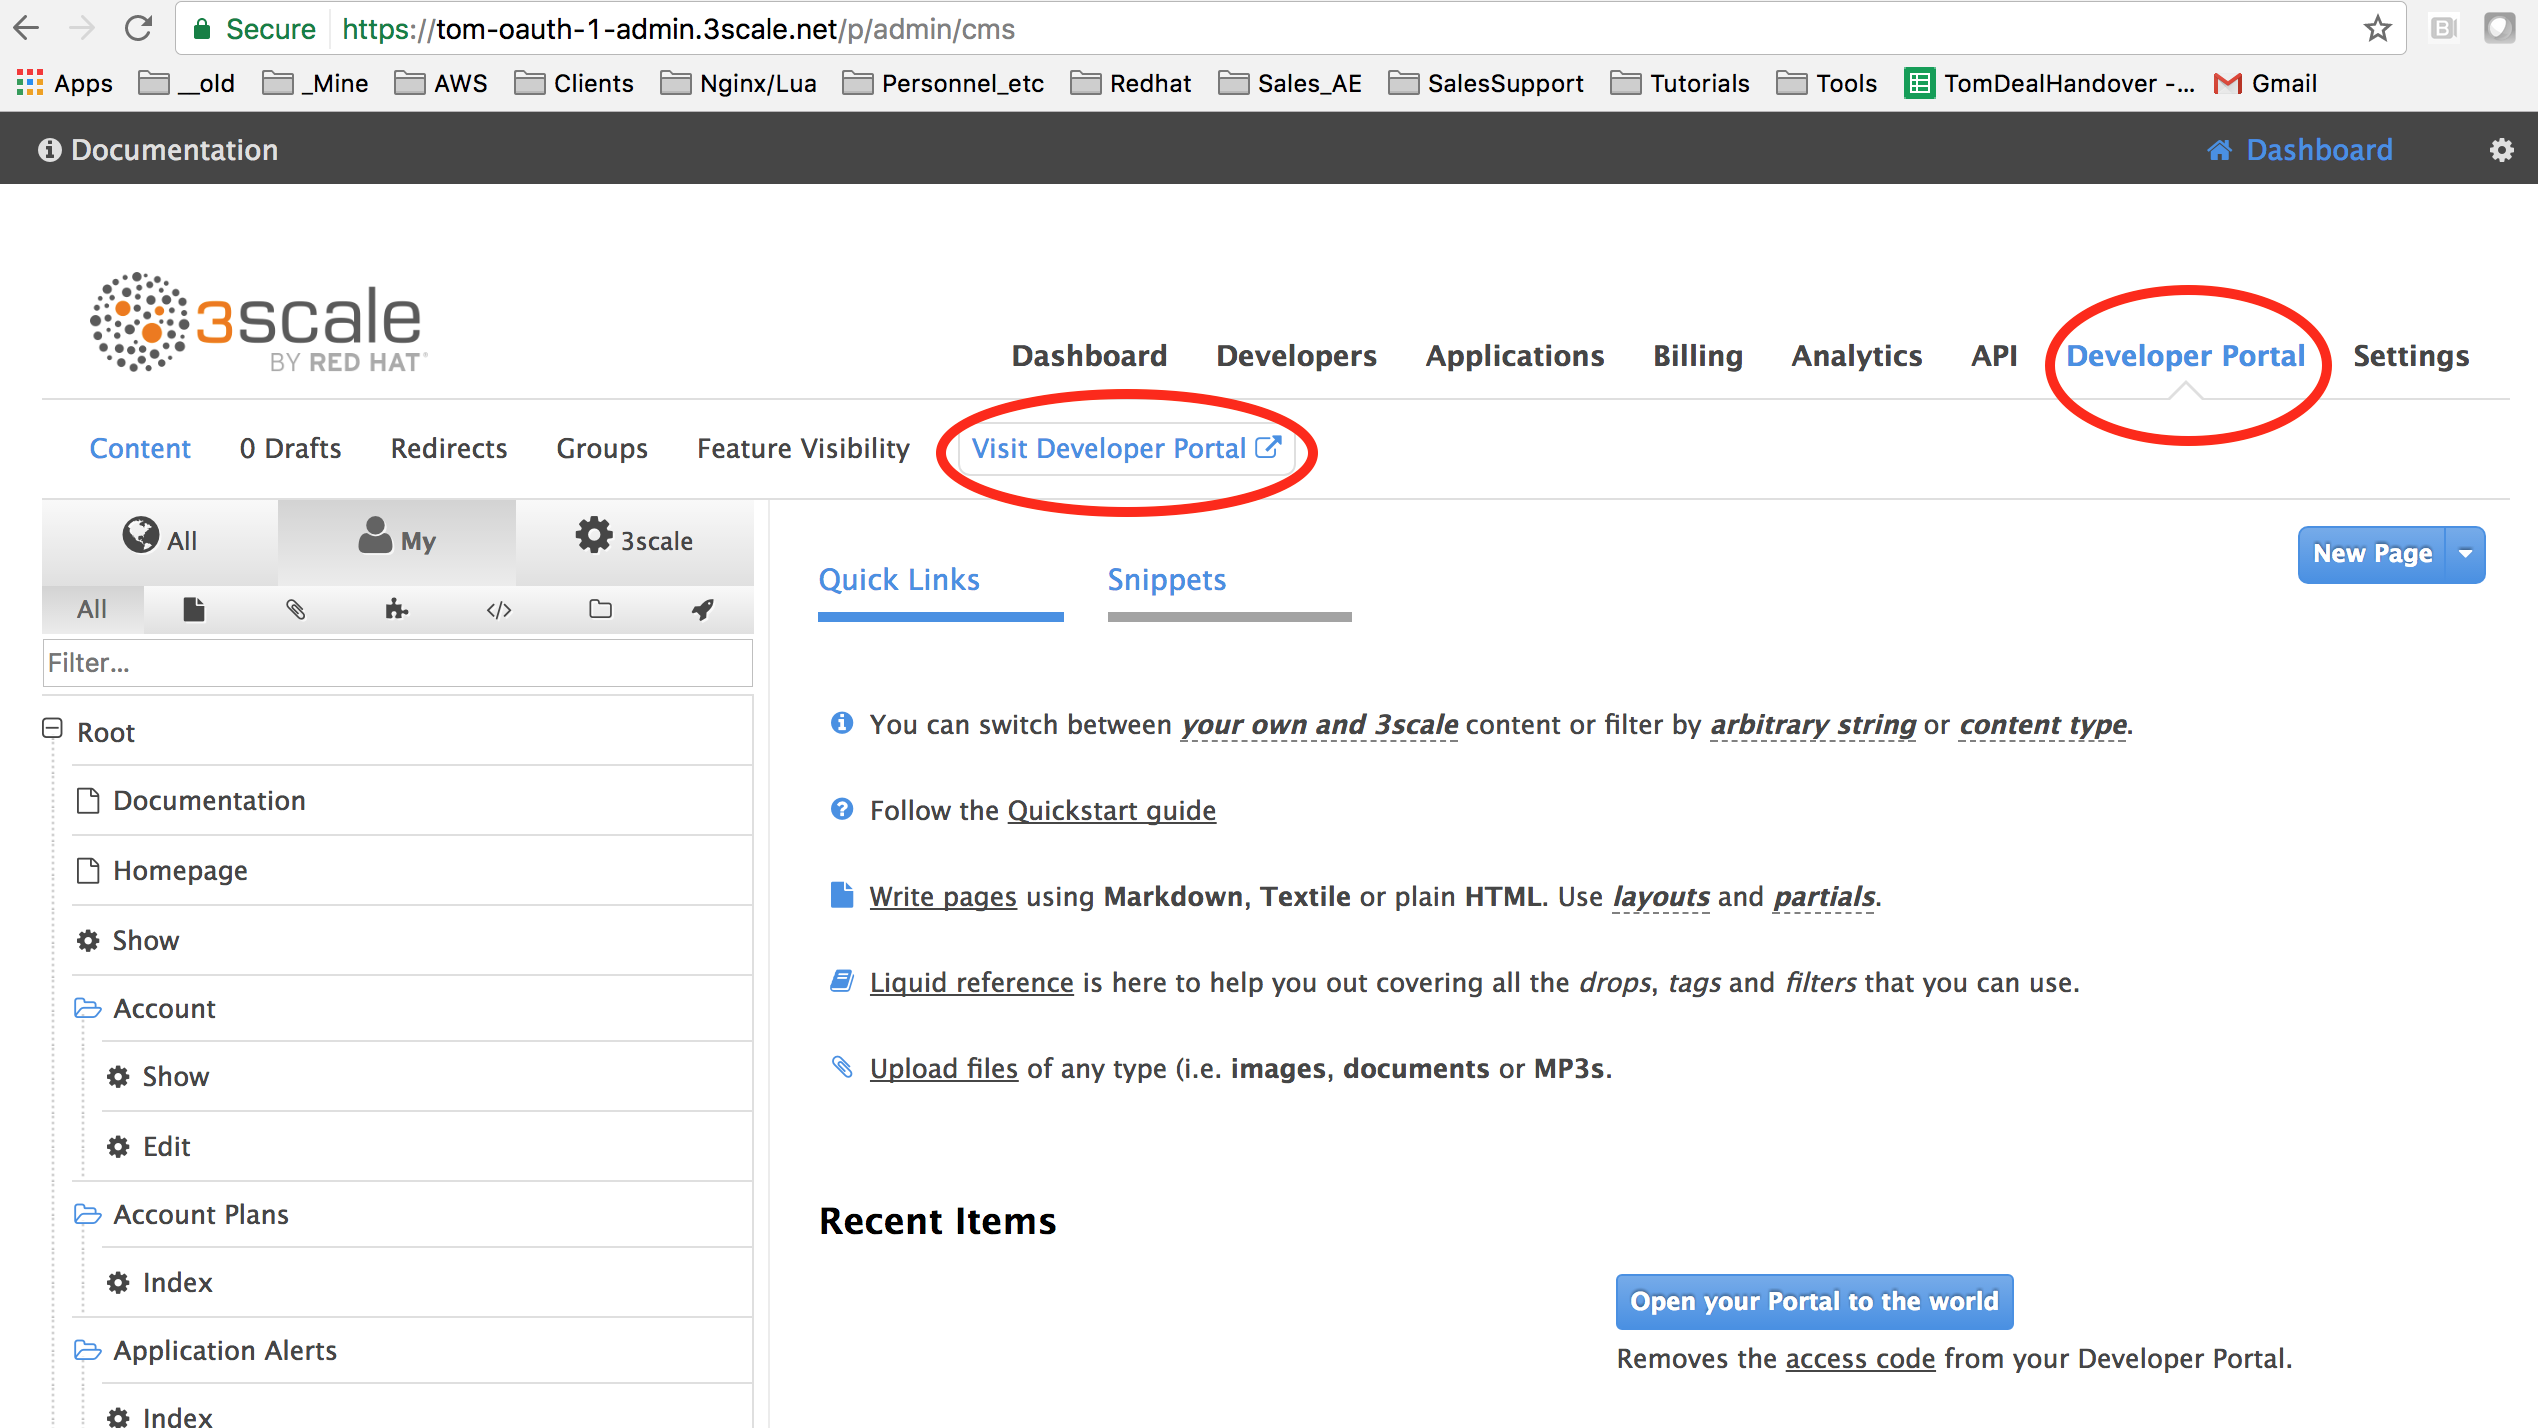 Secure https://tom-oauth-1-admin.3scale.net/p/admin/cms
Apps __old _Mine AWS Clients Nginx/Lua Personnel_etc Redhat Sales_AE SalesSupport Tutorials Tools TomDealHandover -... Gmail
Documentation Dashboard
3scale
BY RED HAT
Dashboard Developers Applications Billing Analytics API Developer Portal Settings
Content 0 Drafts Redirects Groups Feature Visibility Visit Developer Portal
All My 3scale
All
Filter...
Root
Documentation
Homepage
Show
Account
Show
Edit
Account Plans
Index
Application Alerts
Index
New Page
Quick Links Snippets
You can switch between your own and 3scale content or filter by arbitrary string or content type.
Follow the Quickstart guide
Write pages using Markdown, Textile or plain HTML. Use layouts and partials.
Liquid reference is here to help you out covering all the drops, tags and filters that you can use.
Upload files of any type (i.e. images, documents or MP3s.
Recent Items
Open your Portal to the world
Removes the access code from your Developer Portal.